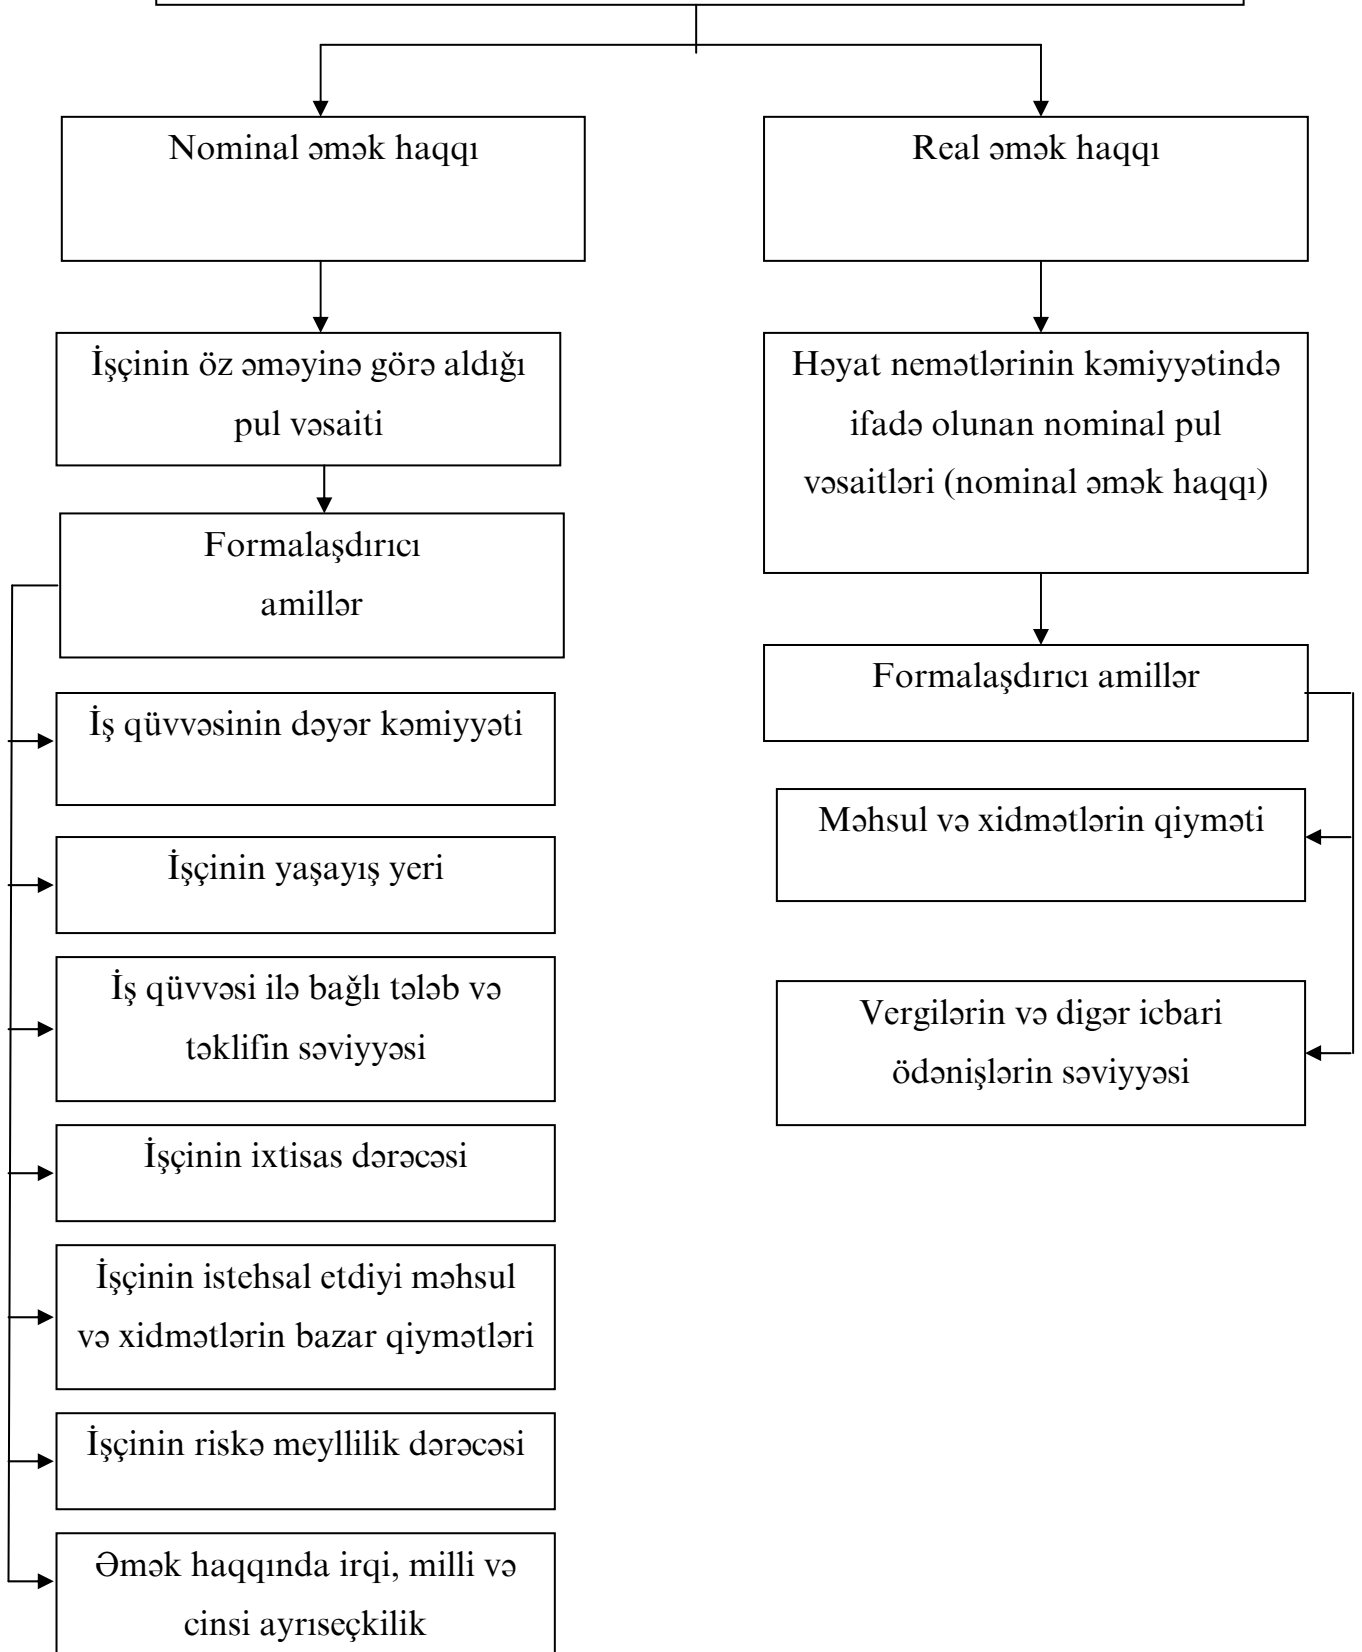 Nominal əmək haqqı
Real əmək haqqı
İşçinin öz əməyinə görə aldığı
pul vəsaiti
Həyat nemətlərinin kəmiyyətində
ifadə olunan nominal pul
vəsaitləri (nominal əmək haqqı)
Formalaşdırıcı
amillər
Formalaşdırıcı amillər
İş qüvvəsinin dəyər kəmiyyəti
Məhsul və xidmətlərin qiyməti
İşçinin yaşayış yeri
İş qüvvəsi ilə bağlı tələb və
təklifin səviyyəsi
Vergilərin və digər icbari
ödənişlərin səviyyəsi
İşçinin ixtisas dərəcəsi
İşçinin istehsal etdiyi məhsul
və xidmətlərin bazar qiymətləri
İşçinin riskə meyllilik dərəcəsi
Əmək haqqında irqi, milli və
cinsi ayrıseçkilik